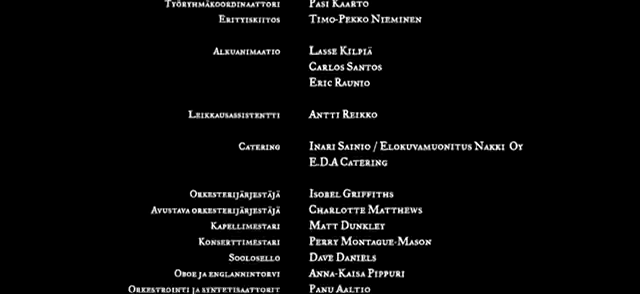 Työryhmäkoordinaattori Pasi Kaarto
Erityiskiitos Timo-Pekko Nieminen
Alkuanimaatio Lasse Kilpiä
Carlos Santos
Eric Raunio
Leikkausassistentti Antti Reikko
Catering Inari Sainio / Elokuvamuonitus Nakki Oy
E.D.A Catering
Orkesterijärjestäjä Isobel Griffiths
Avustava orkesterijärjestäjä Charlotte Matthews
Kapellimestari Matt Dunkley
Konserttimestari Perry Montague-Mason
Soolosello Dave Daniels
Oboe ja englannintorvi Anna-Kaisa Pippuri
Orkestrointi ja syntetisaattorit Panu Aaltio